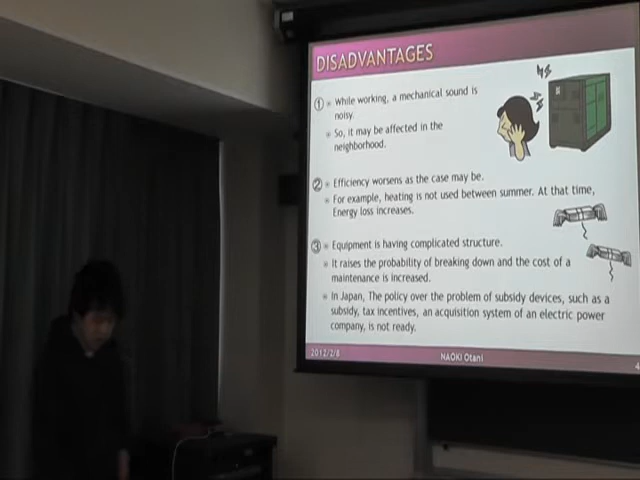 DISADVANTAGES
① While working, a mechanical sound is
noisy.
So, it may be affected in the
neighborhood.
② Efficiency worsens as the case may be.
For example, heating is not used between summer. At that time,
Energy loss increases.
③ Equipment is having complicated structure.
It raises the probability of breaking down and the cost of a
maintenance is increased.
In Japan, The policy over the problem of subsidy devices, such as a
subsidy, tax incentives, an acquisition system of an electric power
company, is not ready.
2012/2/8 NAOKI Otani 4